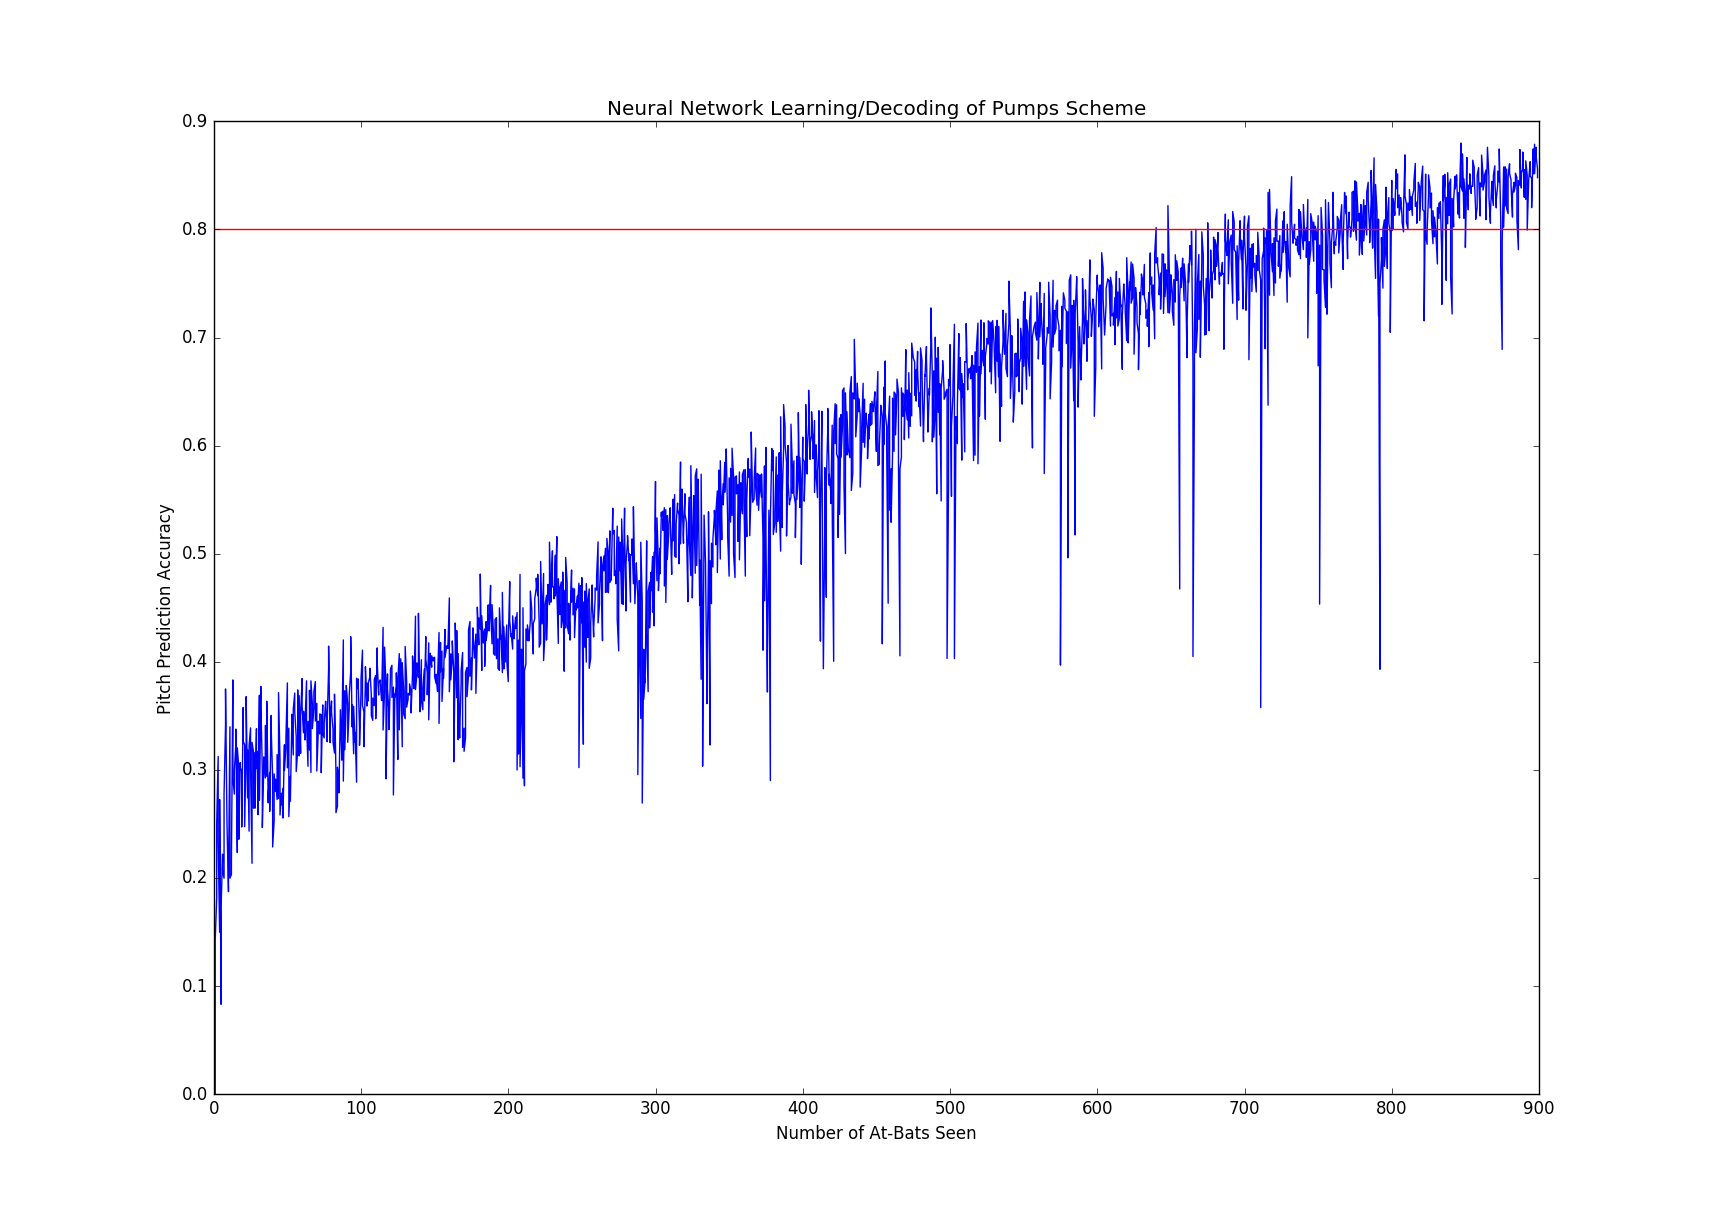 Neural Network Learning/Decoding of Pumps Scheme
0.9
0.8
0.7
0.6
0.5
0.4
0.3
0.2
0.1
0.0
Pitch Prediction Accuracy
0 100 200 300 400 500 600 700 800 900
Number of At-Bats Seen